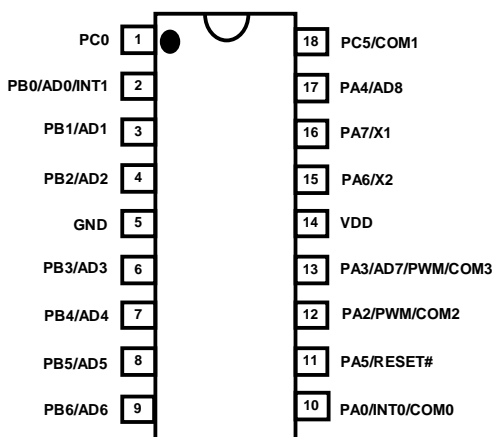 PC0 1 18 PC5/COM1
PB0/AD0/INT1 2 17 PA4/AD8
PB1/AD1 3 16 PA7/X1
PB2/AD2 4 15 PA6/X2
GND 5 14 VDD
PB3/AD3 6 13 PA3/AD7/PWM/COM3
PB4/AD4 7 12 PA2/PWM/COM2
PB5/AD5 8 11 PA5/RESET#
PB6/AD6 9 10 PA0/INT0/COM0